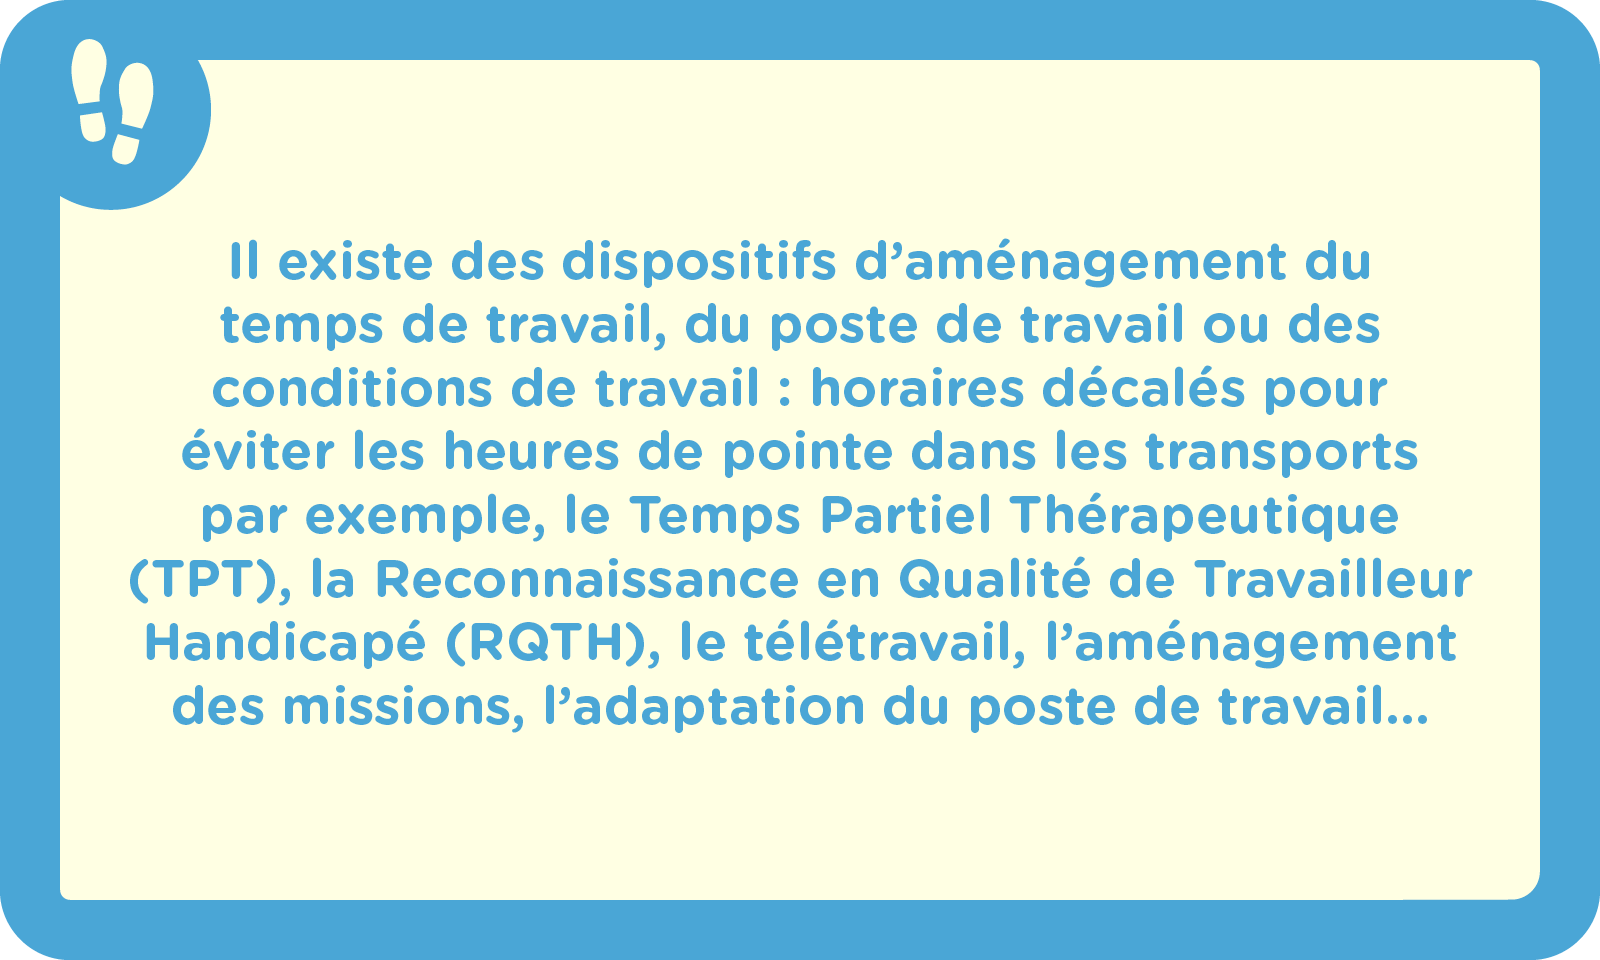 Il existe des dispositifs d’aménagement du
temps de travail, du poste de travail ou des
conditions de travail : horaires décalés pour
éviter les heures de pointe dans les transports
par exemple, le Temps Partiel Thérapeutique
(TPT), la Reconnaissance en Qualité de Travailleur
Handicapé (RQTH), le télétravail, l’aménagement
des missions, l’adaptation du poste de travail...